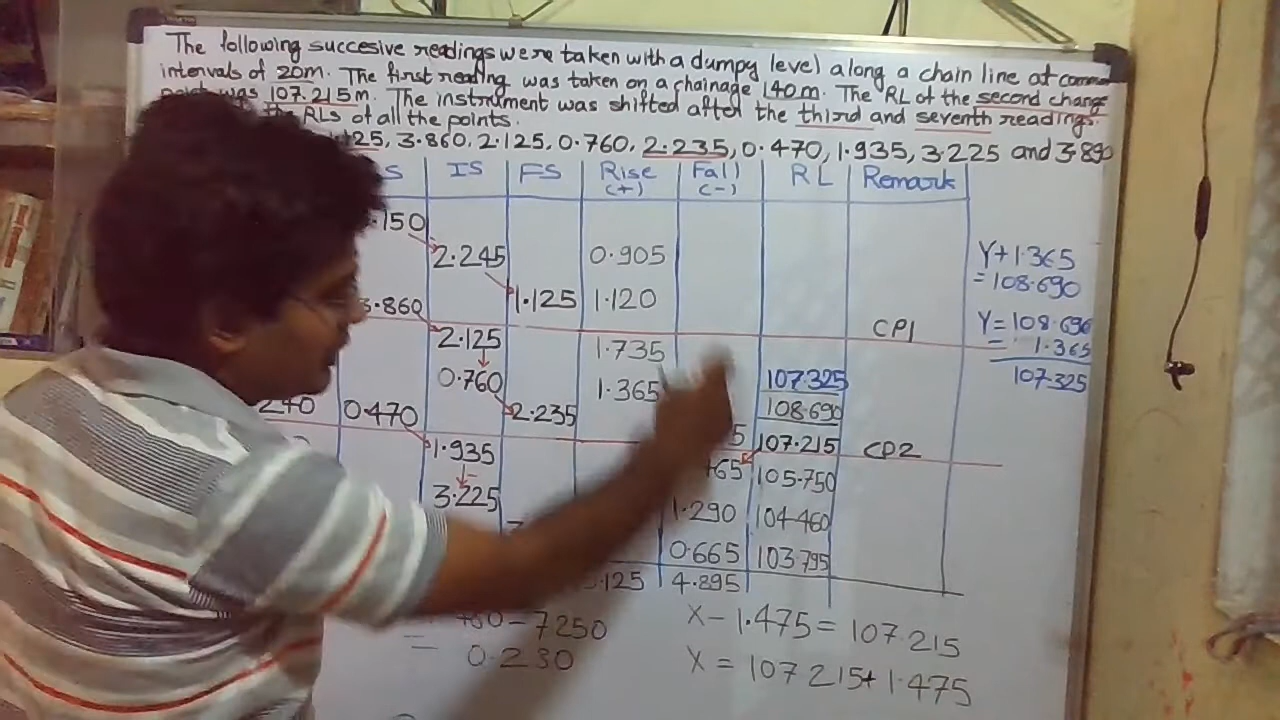 The following succesive readings were taken with a dumpy level along a chain line at common
intervals of 20m. The first reading was taken on a chainage 140m. The RL of the second change
was 107.215m. The instrument was shifted after the third and seventh readings.
the RLs of all the points.
125, 3.860, 2.125, 0.760, 2.235, 0.470, 1.935, 3.225 and 3.890
S IS FS Rise (+) Fall (-) RL Remark
.150
2.245 0.905
1.125 1.120
3.860 CP1
2.125 1.735
0.760 1.365 107.325
108.690
240 0.470 2.235 5 107.215 CP2
1.935 465 105.750
3.225 1.290 104.460
0.665 103.795
.125 4.895
Y+1.365
=108.690
Y=108.690
- 1.365
107.325
60-7250
= 0.230
X-1.475=107.215
X=107215+1.475